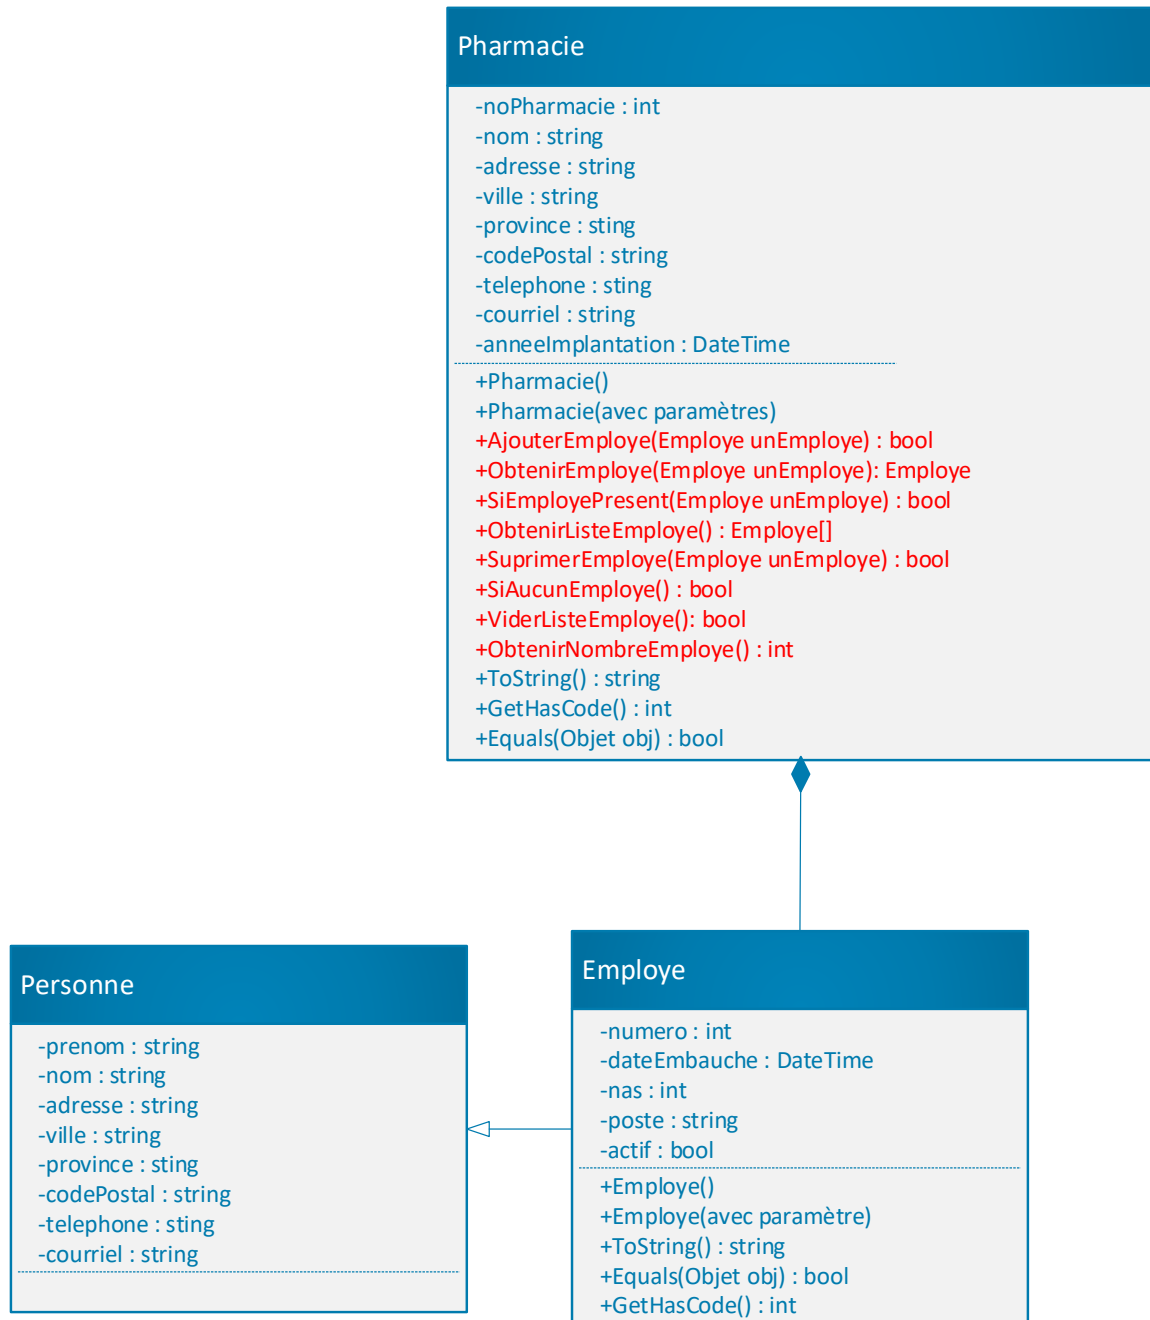 Pharmacie
-noPharmacie : int
-nom : string
-adresse : string
-ville : string
-province : sting
-codePostal : string
-telephone : sting
-courriel : string
-anneeImplantation : DateTime
+Pharmacie()
+Pharmacie(avec paramètres)
+AjouterEmploye(Employe unEmploye) : bool
+ObtenirEmploye(Employe unEmploye): Employe
+SiEmployePresent(Employe unEmploye) : bool
+ObtenirListeEmploye() : Employe[]
+SuprimerEmploye(Employe unEmploye) : bool
+SiAucunEmploye() : bool
+ViderListeEmploye(): bool
+ObtenirNombreEmploye() : int
+ToString() : string
+GetHasCode() : int
+Equals(Objet obj) : bool
Personne
-prenom : string
-nom : string
-adresse : string
-ville : string
-province : sting
-codePostal : string
-telephone : sting
-courriel : string
Employe
-numero : int
-dateEmbauche : DateTime
-nas : int
-poste : string
-actif : bool
+Employe()
+Employe(avec paramètre)
+ToString() : string
+Equals(Objet obj) : bool
+GetHasCode() : int